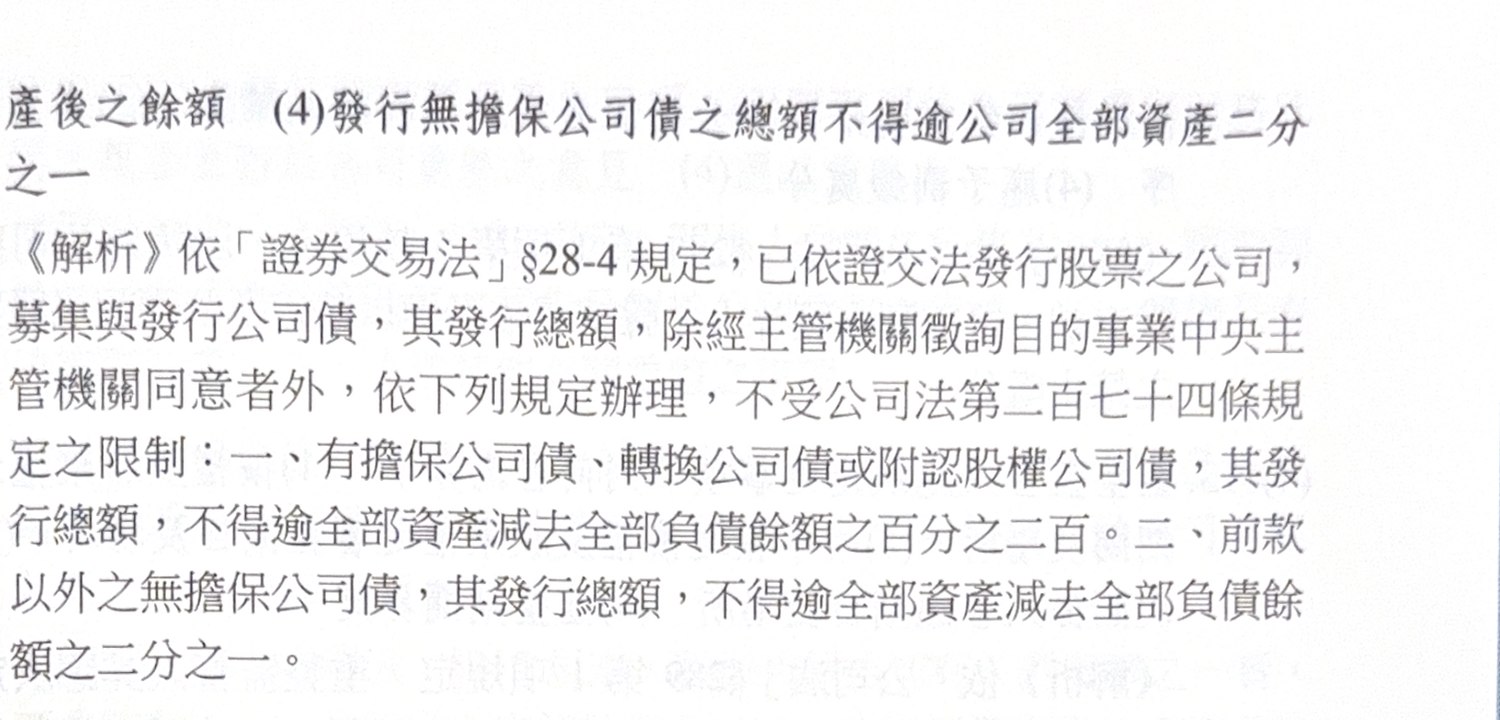 產後之餘額　(4)發行無擔保公司債之總額不得逾公司全部資產二分
之一
《解析》依「證券交易法」§28-4 規定，已依證交法發行股票之公司，
募集與發行公司債，其發行總額，除經主管機關徵詢目的事業中央主
管機關同意者外，依下列規定辦理，不受公司法第二百七十四條規
定之限制：一、有擔保公司債、轉換公司債或附認股權公司債，其發
行總額，不得逾全部資產減去全部負債餘額之百分之二百。二、前款
以外之無擔保公司債，其發行總額，不得逾全部資產減去全部負債餘
額之二分之一。